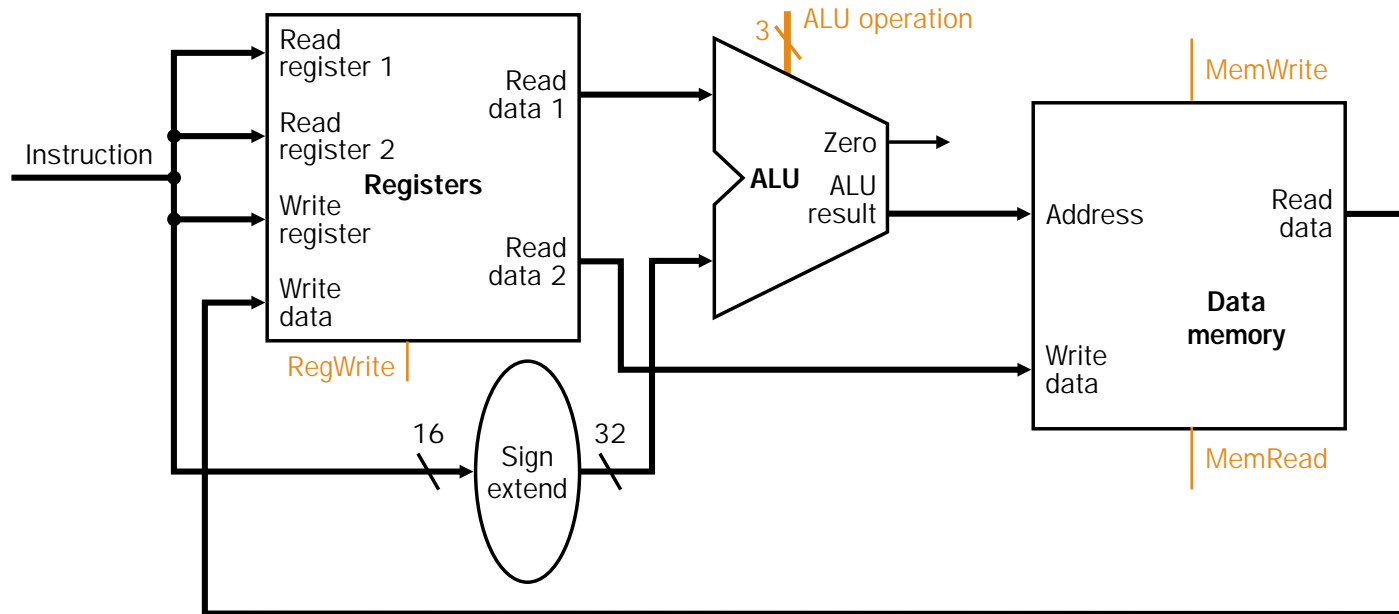 Instruction
Read
register 1
Read
register 2
Registers
Write
register
Write
data
Read
data 1
Read
data 2
RegWrite
16
Sign
extend
32
3
ALU operation
Zero
ALU
ALU
result
MemWrite
Address
Read
data
Data
memory
Write
data
MemRead